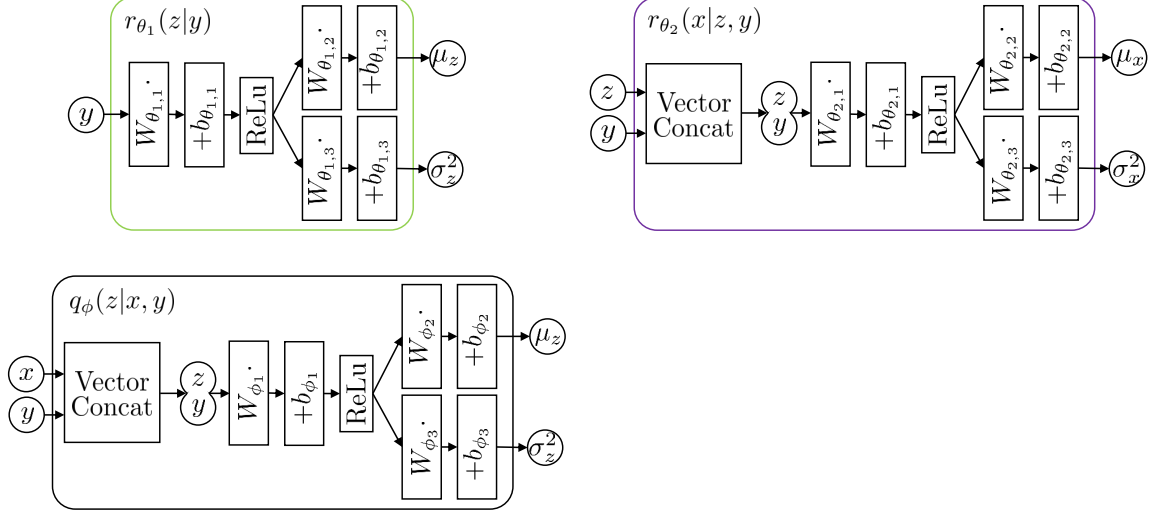 r_{θ_1}(z|y)
y
W_{θ_{1,1}}·
+b_{θ_{1,1}}
ReLu
W_{θ_{1,2}}·
+b_{θ_{1,2}}
μ_z
W_{θ_{1,3}}·
+b_{θ_{1,3}}
σ_z^2
r_{θ_2}(x|z, y)
z
y
Vector
Concat
z
y
W_{θ_{2,1}}·
+b_{θ_{2,1}}
ReLu
W_{θ_{2,2}}·
+b_{θ_{2,2}}
μ_x
W_{θ_{2,3}}·
+b_{θ_{2,3}}
σ_x^2
q_ϕ(z|x, y)
x
y
Vector
Concat
z
y
W_{ϕ_1}·
+b_{ϕ_1}
ReLu
W_{ϕ_2}·
+b_{ϕ_2}
μ_z
W_{ϕ_3}·
+b_{ϕ_3}
σ_z^2